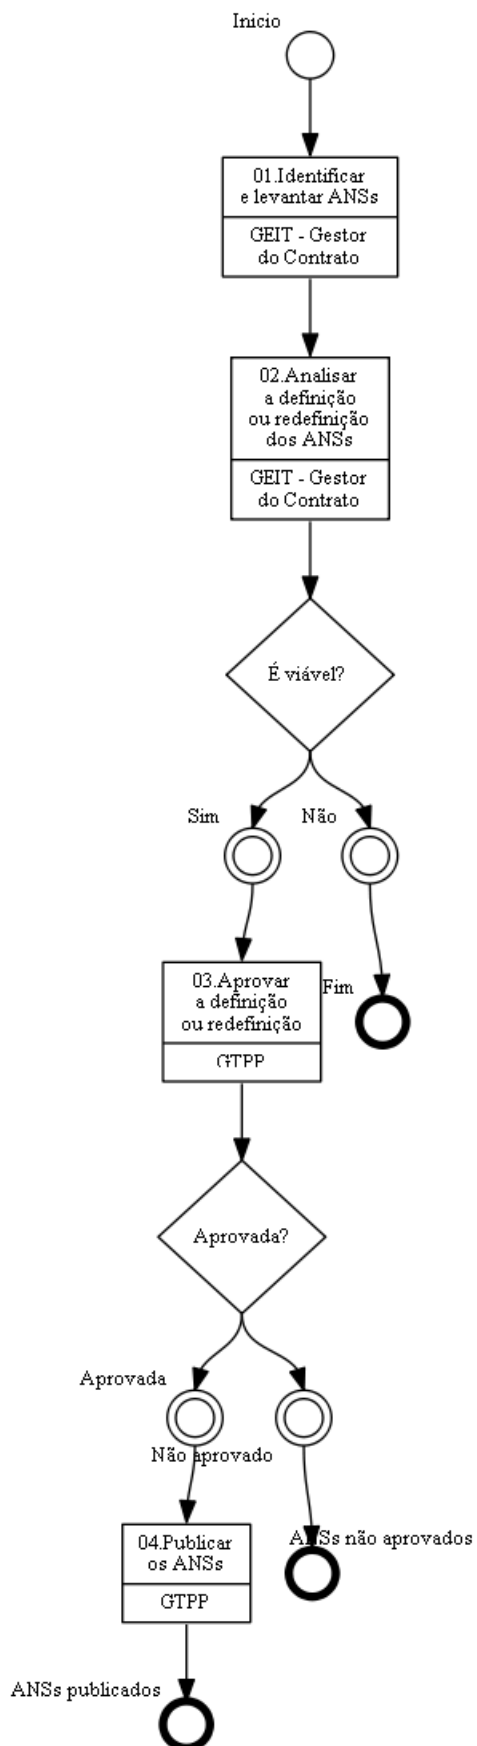 Inicio
01.Identificar
e levantar ANSs
GEIT - Gestor
do Contrato
02.Analisar
a definição
ou redefinição
dos ANSs
GEIT - Gestor
do Contrato
É viável?
Sim
Não
03.Aprovar
a definição
ou redefinição
GTPP
Fim
Aprovada?
Aprovada
Não aprovado
04.Publicar
os ANSs
GTPP
ANSs não aprovados
ANSs publicados